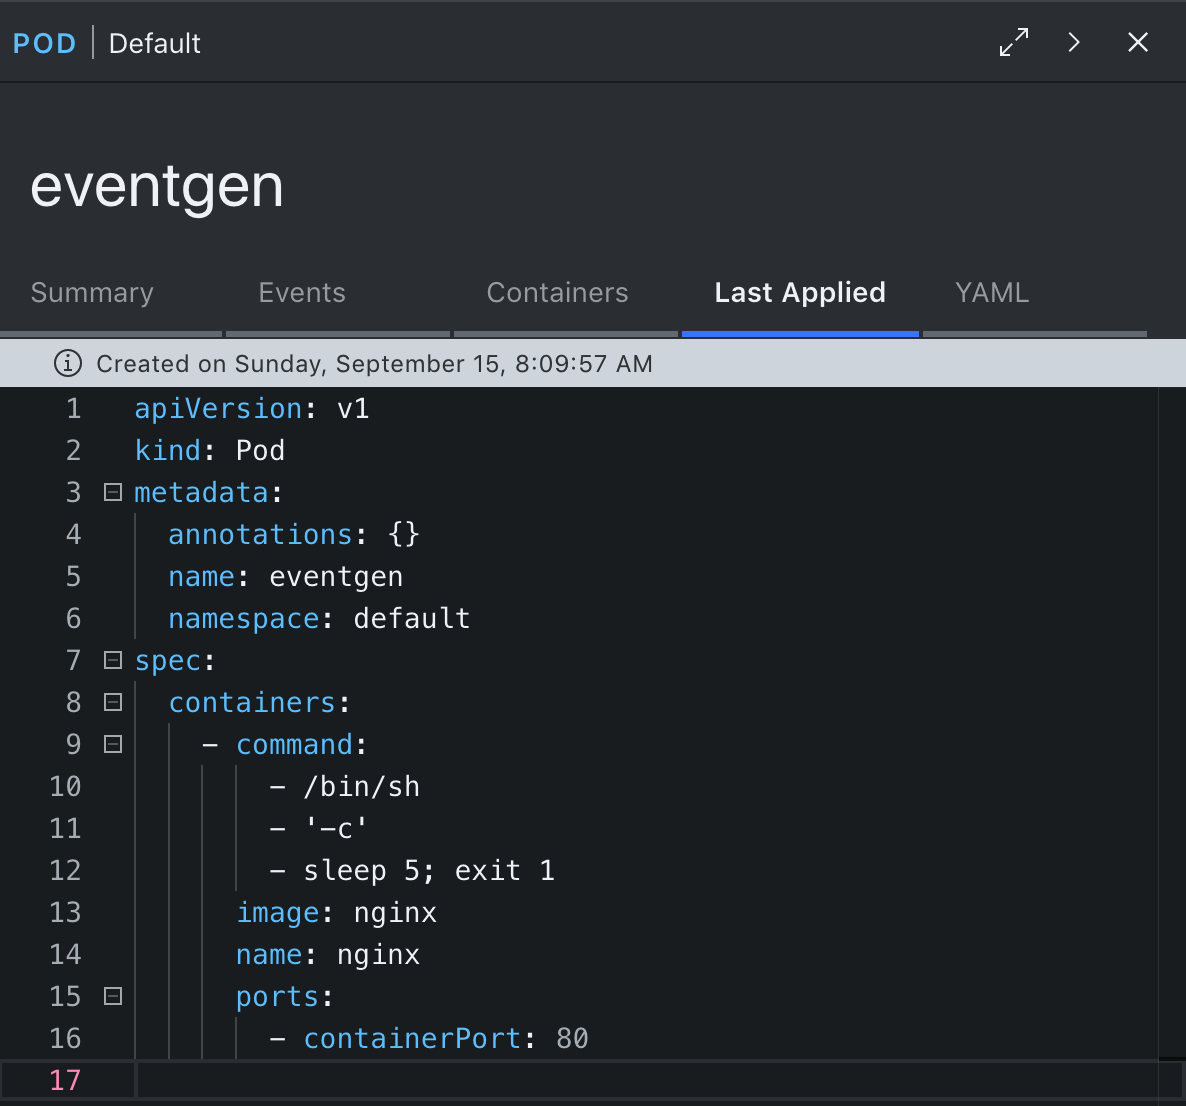 POD | Default
eventgen
Summary Events Containers Last Applied YAML
Created on Sunday, September 15, 8:09:57 AM
1 apiVersion: v1
2 kind: Pod
3 metadata:
4   annotations: {}
5   name: eventgen
6   namespace: default
7 spec:
8   containers:
9     - command:
10         - /bin/sh
11         - '-c'
12         - sleep 5; exit 1
13       image: nginx
14       name: nginx
15       ports:
16         - containerPort: 80
17